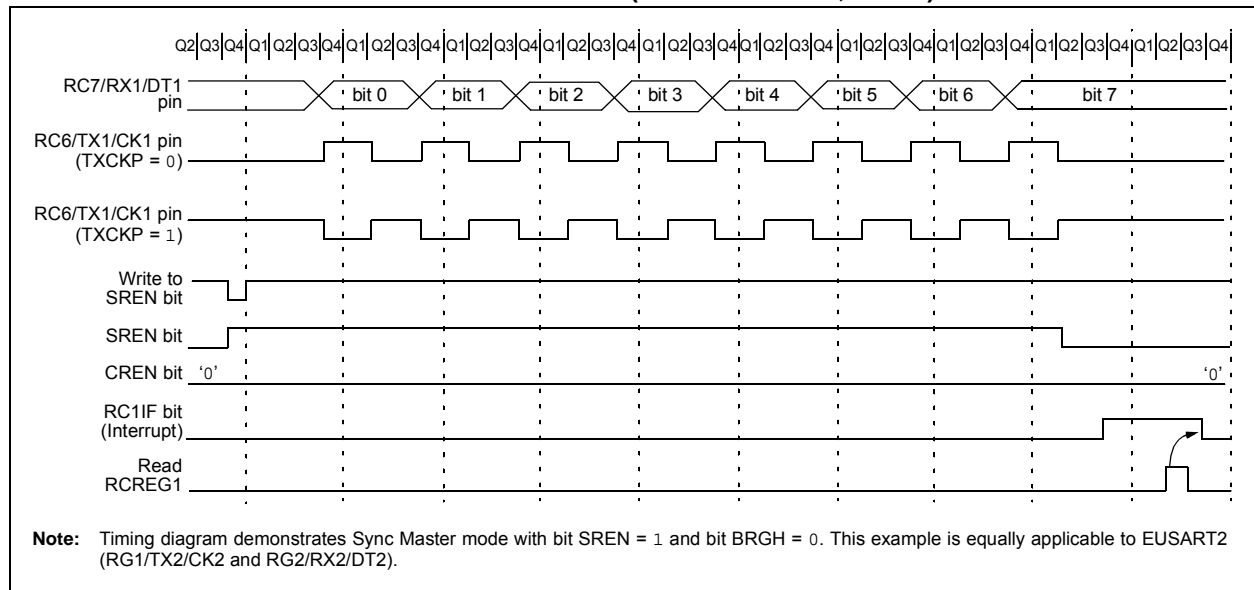 Q2 Q3 Q4 Q1 Q2 Q3 Q4 Q1 Q2 Q3 Q4 Q1 Q2 Q3 Q4 Q1 Q2 Q3 Q4 Q1 Q2 Q3 Q4 Q1 Q2 Q3 Q4 Q1 Q2 Q3 Q4 Q1 Q2 Q3 Q4 Q1 Q2 Q3 Q4 Q1 Q2 Q3 Q4
RC7/RX1/DT1
pin
bit 0 bit 1 bit 2 bit 3 bit 4 bit 5 bit 6 bit 7
RC6/TX1/CK1 pin
(TXCKP = 0)
RC6/TX1/CK1 pin
(TXCKP = 1)
Write to
SREN bit
SREN bit
CREN bit ‘0’ ‘0’
RC1IF bit
(Interrupt)
Read
RCREG1
Note: Timing diagram demonstrates Sync Master mode with bit SREN = 1 and bit BRGH = 0. This example is equally applicable to EUSART2
(RG1/TX2/CK2 and RG2/RX2/DT2).